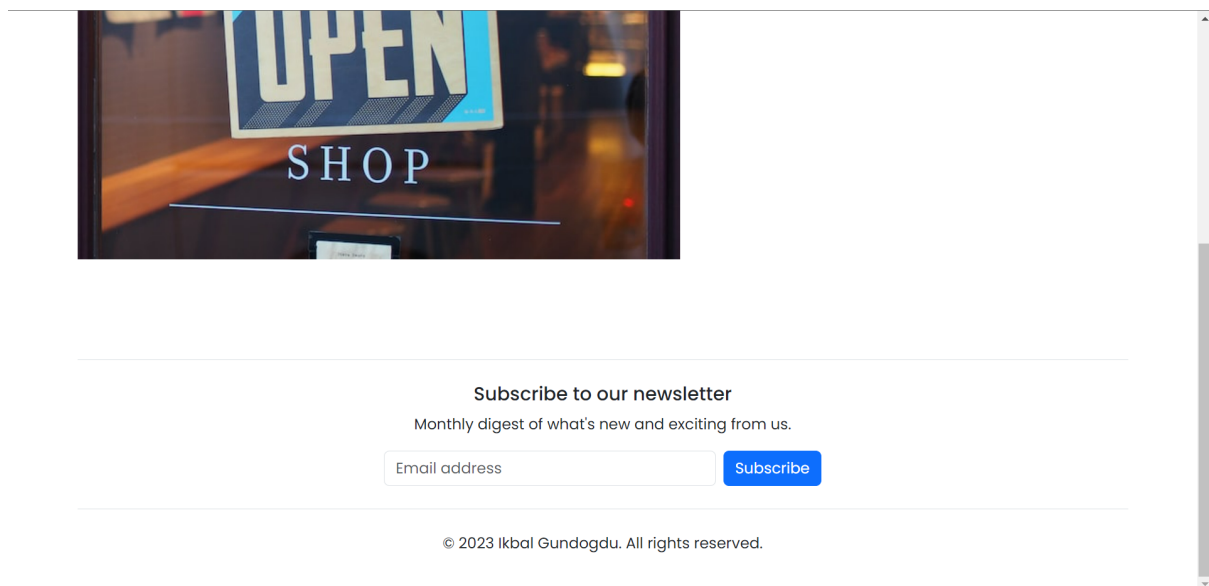 OPEN
SHOP
Subscribe to our newsletter
Monthly digest of what's new and exciting from us.
Email address
Subscribe
© 2023 Ikbal Gundogdu. All rights reserved.